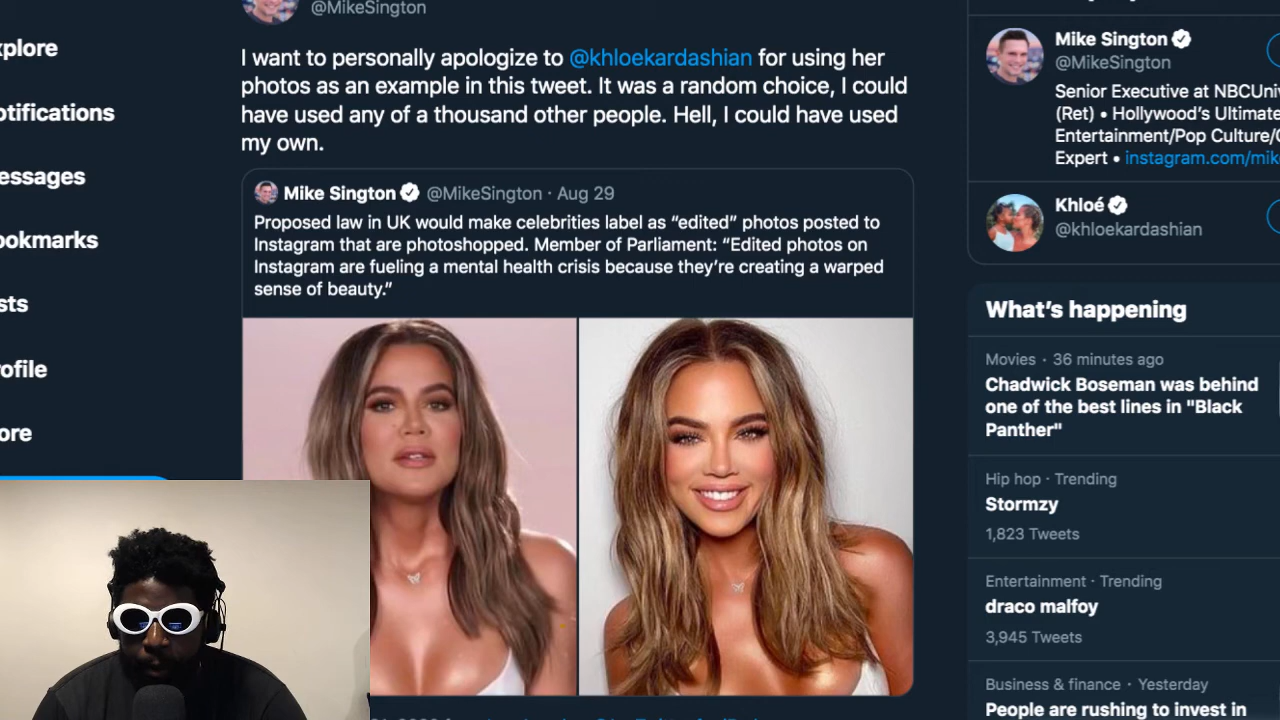 @MikeSington
I want to personally apologize to @khloekardashian for using her
photos as an example in this tweet. It was a random choice, I could
have used any of a thousand other people. Hell, I could have used
my own.
Mike Sington @MikeSington · Aug 29
Proposed law in UK would make celebrities label as “edited” photos posted to
Instagram that are photoshopped. Member of Parliament: “Edited photos on
Instagram are fueling a mental health crisis because they’re creating a warped
sense of beauty.”
xplore
otifications
essages
ookmarks
sts
rofile
ore
Mike Sington
@MikeSington
Senior Executive at NBCUniv
(Ret) • Hollywood’s Ultimate
Entertainment/Pop Culture/
Expert • instagram.com/mik
Khloé
@khloekardashian
What’s happening
Movies · 36 minutes ago
Chadwick Boseman was behind
one of the best lines in "Black
Panther"
Hip hop · Trending
Stormzy
1,823 Tweets
Entertainment · Trending
draco malfoy
3,945 Tweets
Business & finance · Yesterday
People are rushing to invest in